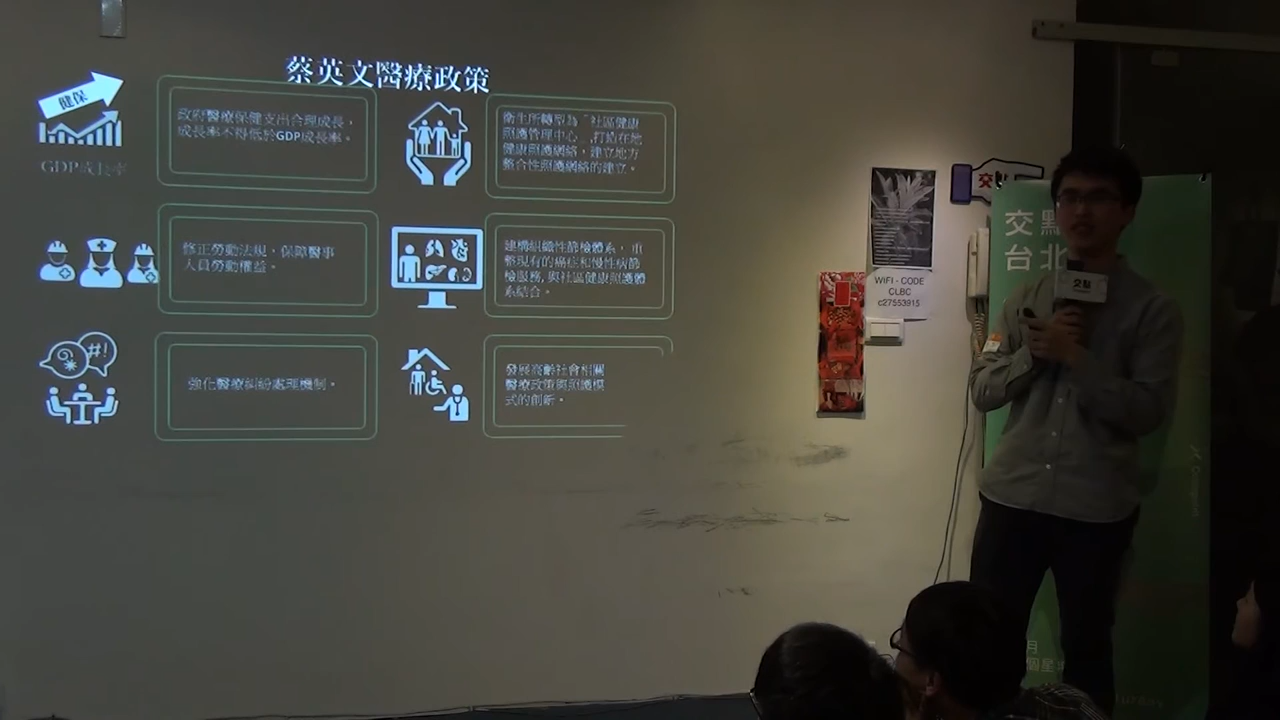 蔡英文醫療政策
健保
GDP成長率
政府醫療保健支出合理成長，
成長率不得低於GDP成長率。
衛生所轉型為「社區健康
照護管理中心」,打造在地
健康照護網絡，建立地方
整合性照護網絡的建立。
修正勞動法規，保障醫事
人員勞動權益。
建構組織性篩檢體系，重
整現有的癌症和慢性病篩
檢服務,與社區健康照護體
系結合。
#!
強化醫療糾紛處理機制。
發展高齡社會相關
醫療政策與照護模
式的創新。
WIFI - CODE
CLBC
c27553915
交點
台北
交點